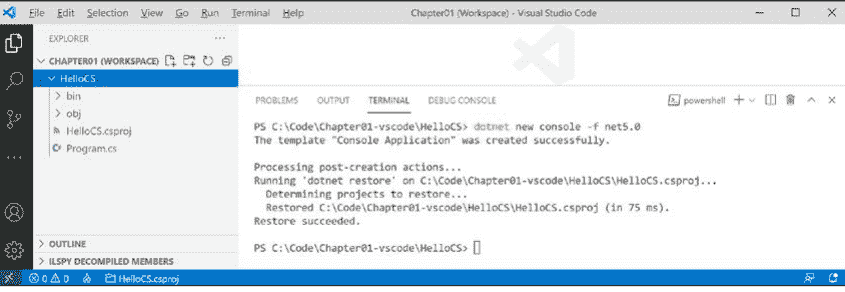 File Edit Selection View Go Run Terminal Help
Chapter01 (Workspace) - Visual Studio Code
EXPLORER
CHAPTER01 (WORKSPACE)
HelloCS
bin
obj
HelloCS.csproj
Program.cs
OUTLINE
ILSPY DECOMPILED MEMBERS
PROBLEMS OUTPUT TERMINAL DEBUG CONSOLE
powershell
PS C:\Code\Chapter01-vscode\HelloCS> dotnet new console -f net5.0
The template "Console Application" was created successfully.
Processing post-creation actions...
Running 'dotnet restore' on C:\Code\Chapter01-vscode\HelloCS\HelloCS.csproj...
Determining projects to restore...
Restored C:\Code\Chapter01-vscode\HelloCS\HelloCS.csproj (in 75 ms).
Restore succeeded.
PS C:\Code\Chapter01-vscode\HelloCS>
0 0 HelloCS.csproj